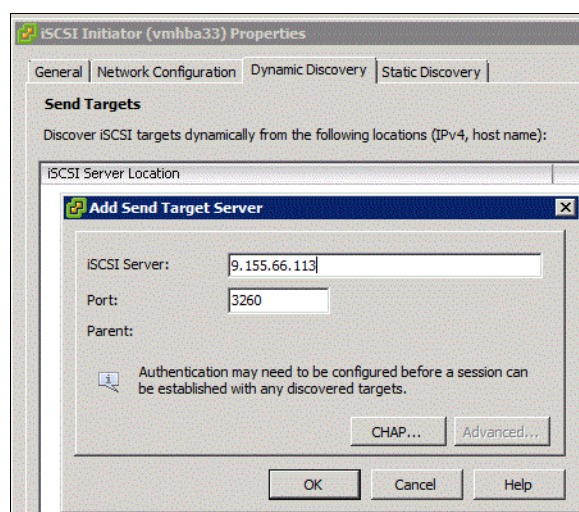 iSCSI Initiator (vmhba33) Properties
General Network Configuration Dynamic Discovery Static Discovery
Send Targets
Discover iSCSI targets dynamically from the following locations (IPv4, host name):
iSCSI Server Location
Add Send Target Server
iSCSI Server: 9.155.66.113
Port: 3260
Parent:
Authentication may need to be configured before a session can
be established with any discovered targets.
CHAP... Advanced...
OK Cancel Help